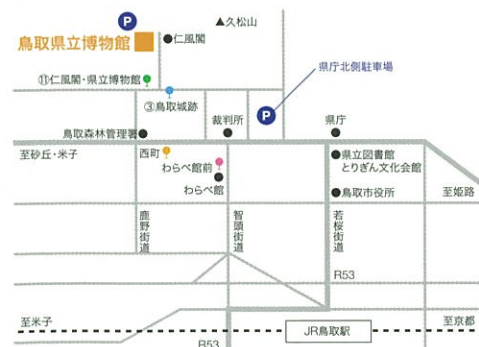 P
▲久松山
鳥取県立博物館
仁風閣
⑪仁風閣・県立博物館
県庁北側駐車場
③鳥取城跡
P
鳥取森林管理署
裁判所
県庁
至砂丘・米子
西町
わらべ館前
わらべ館
県立図書館
とりぎん文化会館
鳥取市役所
至姫路
鹿野街道
智頭街道
若桜街道
R53
至米子
至京都
JR鳥取駅
R53